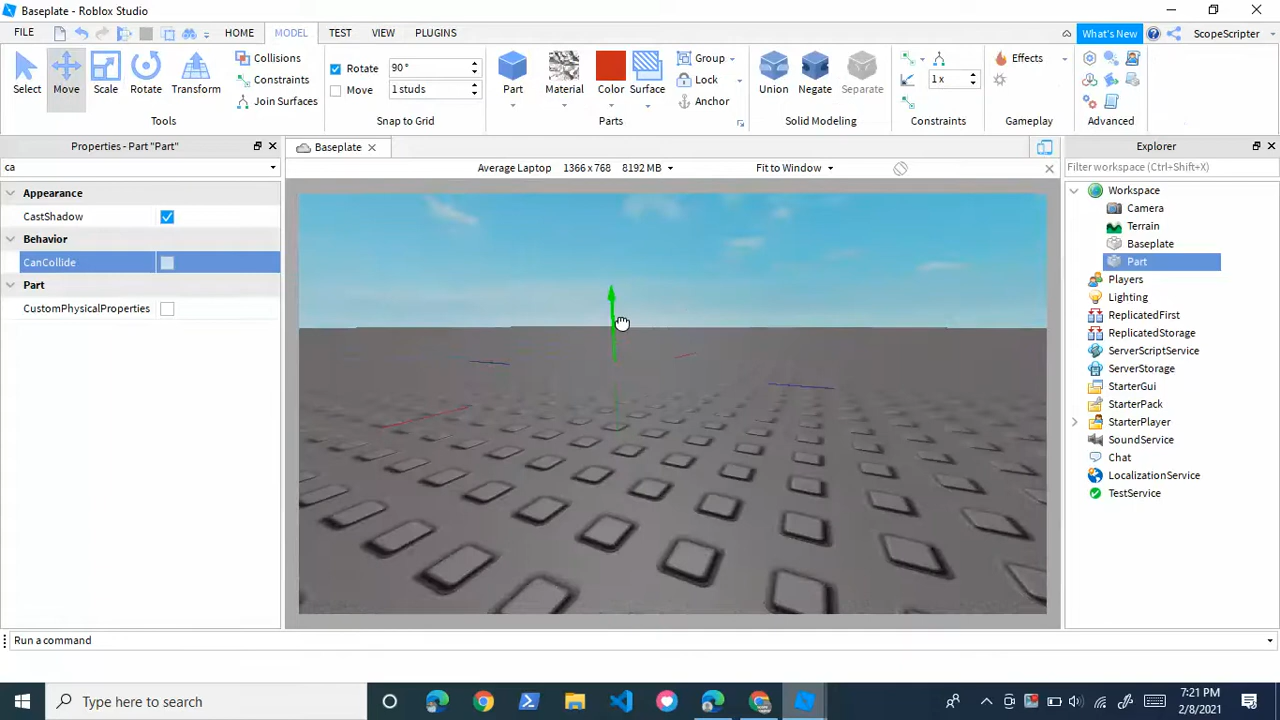 Baseplate - Roblox Studio
FILE HOME MODEL TEST VIEW PLUGINS What's New ScopeScripter
Select Move Scale Rotate Transform
Collisions
Constraints
Join Surfaces
Tools
Rotate 90°
Move 1 studs
Snap to Grid
Part Material Color Surface
Group
Lock
Anchor
Parts
Union Negate Separate
Solid Modeling
1 x
Constraints
Effects
Gameplay
Advanced
Properties - Part "Part"
ca
Appearance
CastShadow
Behavior
CanCollide
Part
CustomPhysicalProperties
Baseplate
Average Laptop 1366 x 768 8192 MB Fit to Window
Explorer
Filter workspace (Ctrl+Shift+X)
Workspace
Camera
Terrain
Baseplate
Part
Players
Lighting
ReplicatedFirst
ReplicatedStorage
ServerScriptService
ServerStorage
StarterGui
StarterPack
StarterPlayer
SoundService
Chat
LocalizationService
TestService
Run a command
Type here to search
7:21 PM
2/8/2021